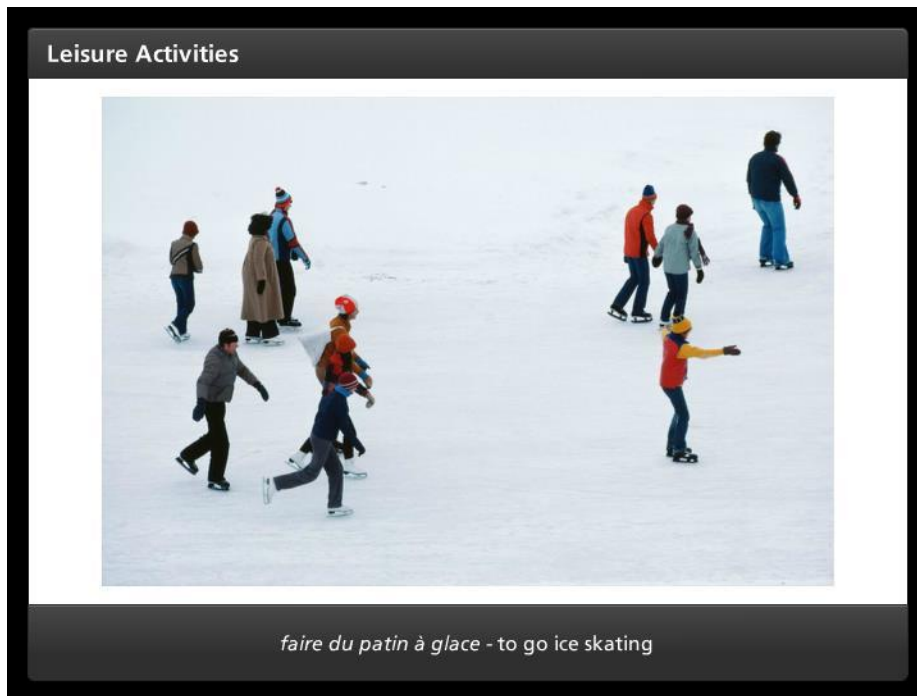 Leisure Activities
faire du patin à glace - to go ice skating